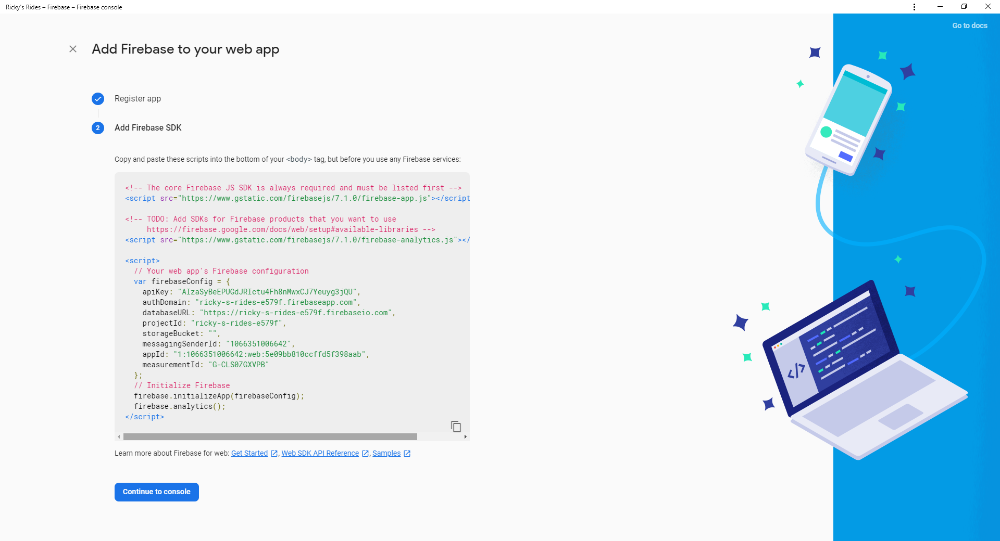 Ricky's Rides – Firebase – Firebase console
Go to docs
Add Firebase to your web app
Register app
2 Add Firebase SDK
Copy and paste these scripts into the bottom of your <body> tag, but before you use any Firebase services:
<!-- The core Firebase JS SDK is always required and must be listed first -->
<script src="https://www.gstatic.com/firebasejs/7.1.0/firebase-app.js"></script
<!-- TODO: Add SDKs for Firebase products that you want to use
https://firebase.google.com/docs/web/setup#available-libraries -->
<script src="https://www.gstatic.com/firebasejs/7.1.0/firebase-analytics.js"></
<script>
// Your web app's Firebase configuration
var firebaseConfig = {
apiKey: "AIzaSyBeEPUGdJRIctu4Fh8nMwxCJ7Yeuyg3jQU",
authDomain: "ricky-s-rides-e579f.firebaseapp.com",
databaseURL: "https://ricky-s-rides-e579f.firebaseio.com",
projectId: "ricky-s-rides-e579f",
storageBucket: "",
messagingSenderId: "1066351006642",
appId: "1:1066351006642:web:5e09bb810ccffd5f398aab",
measurementId: "G-CLS0ZGXVPB"
};
// Initialize Firebase
firebase.initializeApp(firebaseConfig);
firebase.analytics();
</script>
Learn more about Firebase for web: Get Started , Web SDK API Reference , Samples
Continue to console